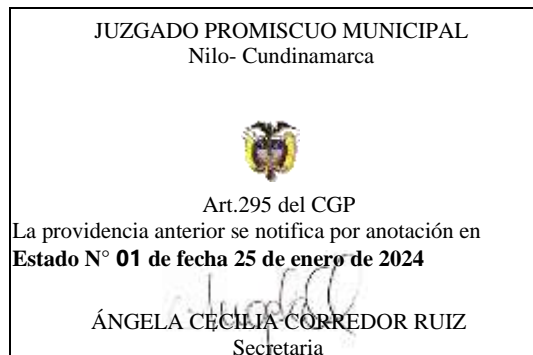 JUZGADO PROMISCUO MUNICIPAL
Nilo- Cundinamarca
Art.295 del CGP
La providencia anterior se notifica por anotación en
Estado N° 01 de fecha 25 de enero de 2024
ÁNGELA CECILIA CORREDOR RUIZ
Secretaria